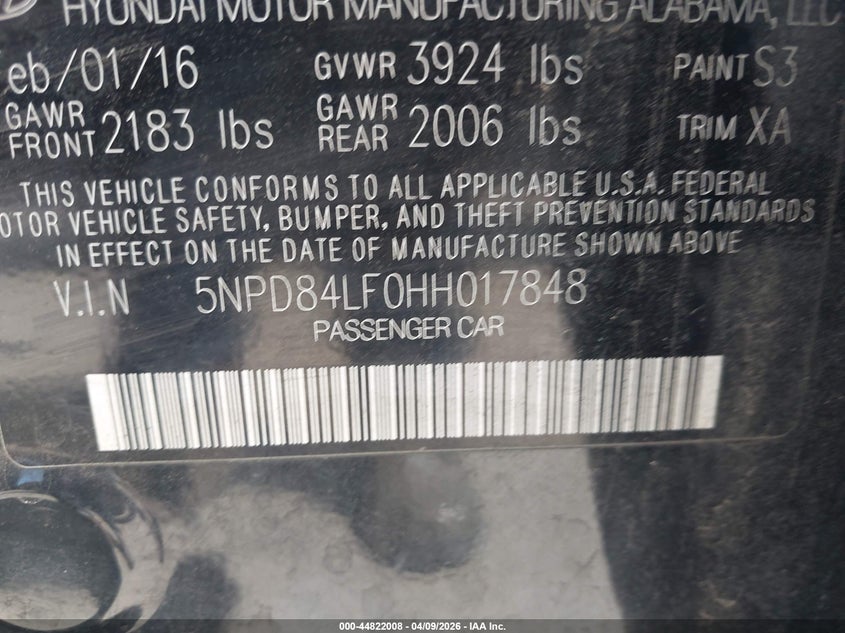 HYUNDAI MOTOR MANUFACTURING ALABAMA, LLC
eb/01/16 GVWR 3924 lbs PAINT S3
GAWR FRONT 2183 lbs GAWR REAR 2006 lbs TRIM XA
THIS VEHICLE CONFORMS TO ALL APPLICABLE U.S.A. FEDERAL
OTOR VEHICLE SAFETY, BUMPER, AND THEFT PREVENTION STANDARDS
IN EFFECT ON THE DATE OF MANUFACTURE SHOWN ABOVE
V.I.N 5NPD84LF0HH017848
PASSENGER CAR
000-44822008 - 04/09/2026 - IAA Inc.